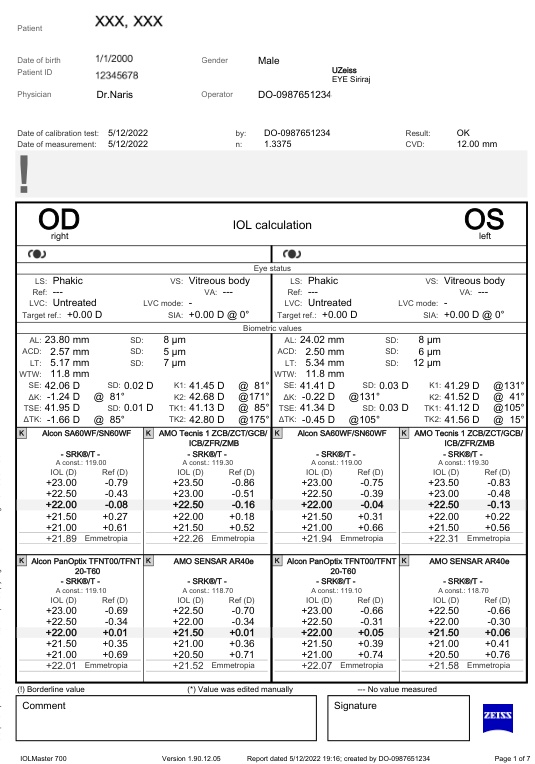 Patient XXX, XXX
Date of birth 1/1/2000 Gender Male
Patient ID 12345678 UZeiss
EYE Siriraj
Physician Dr.Naris Operator DO-0987651234
Date of calibration test: 5/12/2022 by: DO-0987651234 Result: OK
Date of measurement: 5/12/2022 n: 1.3375 CVD: 12.00 mm
!
OD right IOL calculation OS left
Eye status
LS: Phakic VS: Vitreous body LS: Phakic VS: Vitreous body
Ref: --- VA: --- Ref: --- VA: ---
LVC: Untreated LVC mode: - LVC: Untreated LVC mode: -
Target ref.: +0.00 D SIA: +0.00 D @ 0° Target ref.: +0.00 D SIA: +0.00 D @ 0°
Biometric values
AL: 23.80 mm SD: 8 µm AL: 24.02 mm SD: 8 µm
ACD: 2.57 mm SD: 5 µm ACD: 2.50 mm SD: 6 µm
LT: 5.17 mm SD: 7 µm LT: 5.34 mm SD: 12 µm
WTW: 11.8 mm WTW: 11.8 mm
SE: 42.06 D SD: 0.02 D K1: 41.45 D @ 81° SE: 41.41 D SD: 0.03 D K1: 41.29 D @131°
ΔK: -1.24 D @ 81° K2: 42.68 D @171° ΔK: -0.22 D @131° K2: 41.52 D @ 41°
TSE: 41.95 D SD: 0.01 D TK1: 41.13 D @ 85° TSE: 41.34 D SD: 0.03 D TK1: 41.12 D @105°
ΔTK: -1.66 D @ 85° TK2: 42.80 D @175° ΔTK: -0.45 D @105° TK2: 41.56 D @ 15°
K Alcon SA60WF/SN60WF K AMO Tecnis 1 ZCB/ZCT/GCB/ K Alcon SA60WF/SN60WF K AMO Tecnis 1 ZCB/ZCT/GCB/
ICB/ZFR/ZMB ICB/ZFR/ZMB
- SRK®/T - - SRK®/T - - SRK®/T - - SRK®/T -
A const.: 119.00 A const.: 119.30 A const.: 119.00 A const.: 119.30
IOL (D) Ref (D) IOL (D) Ref (D) IOL (D) Ref (D) IOL (D) Ref (D)
+23.00 -0.79 +23.50 -0.86 +23.00 -0.75 +23.50 -0.83
+22.50 -0.43 +23.00 -0.51 +22.50 -0.39 +23.00 -0.48
+22.00 -0.08 +22.50 -0.16 +22.00 -0.04 +22.50 -0.13
+21.50 +0.27 +22.00 +0.18 +21.50 +0.31 +22.00 +0.22
+21.00 +0.61 +21.50 +0.52 +21.00 +0.66 +21.50 +0.56
+21.89 Emmetropia +22.26 Emmetropia +21.94 Emmetropia +22.31 Emmetropia
K Alcon PanOptix TFNT00/TFNT K AMO SENSAR AR40e K Alcon PanOptix TFNT00/TFNT K AMO SENSAR AR40e
20-T60 20-T60
- SRK®/T - - SRK®/T - - SRK®/T - - SRK®/T -
A const.: 119.10 A const.: 118.70 A const.: 119.10 A const.: 118.70
IOL (D) Ref (D) IOL (D) Ref (D) IOL (D) Ref (D) IOL (D) Ref (D)
+23.00 -0.69 +22.50 -0.70 +23.00 -0.66 +22.50 -0.66
+22.50 -0.34 +22.00 -0.34 +22.50 -0.31 +22.00 -0.30
+22.00 +0.01 +21.50 +0.01 +22.00 +0.05 +21.50 +0.06
+21.50 +0.35 +21.00 +0.36 +21.50 +0.39 +21.00 +0.41
+21.00 +0.69 +20.50 +0.71 +21.00 +0.74 +20.50 +0.76
+22.01 Emmetropia +21.52 Emmetropia +22.07 Emmetropia +21.58 Emmetropia
(!) Borderline value (*) Value was edited manually --- No value measured
Comment Signature ZEISS
IOLMaster 700 Version 1.90.12.05 Report dated 5/12/2022 19:16; created by DO-0987651234 Page 1 of 7